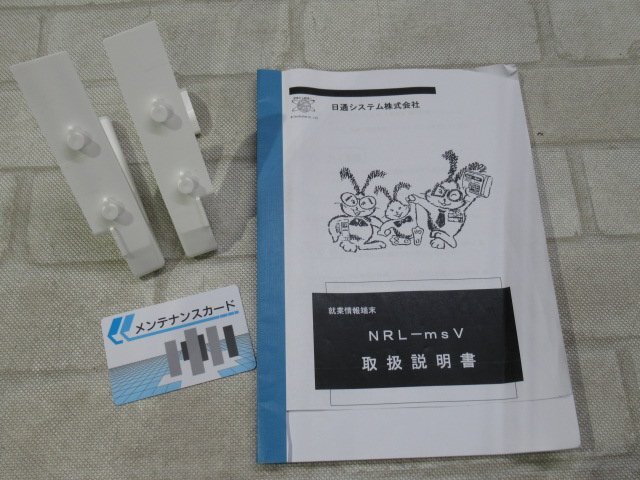 日通システム株式会社
就業情報端末
NRL－msV
取扱説明書
メンテナンスカード